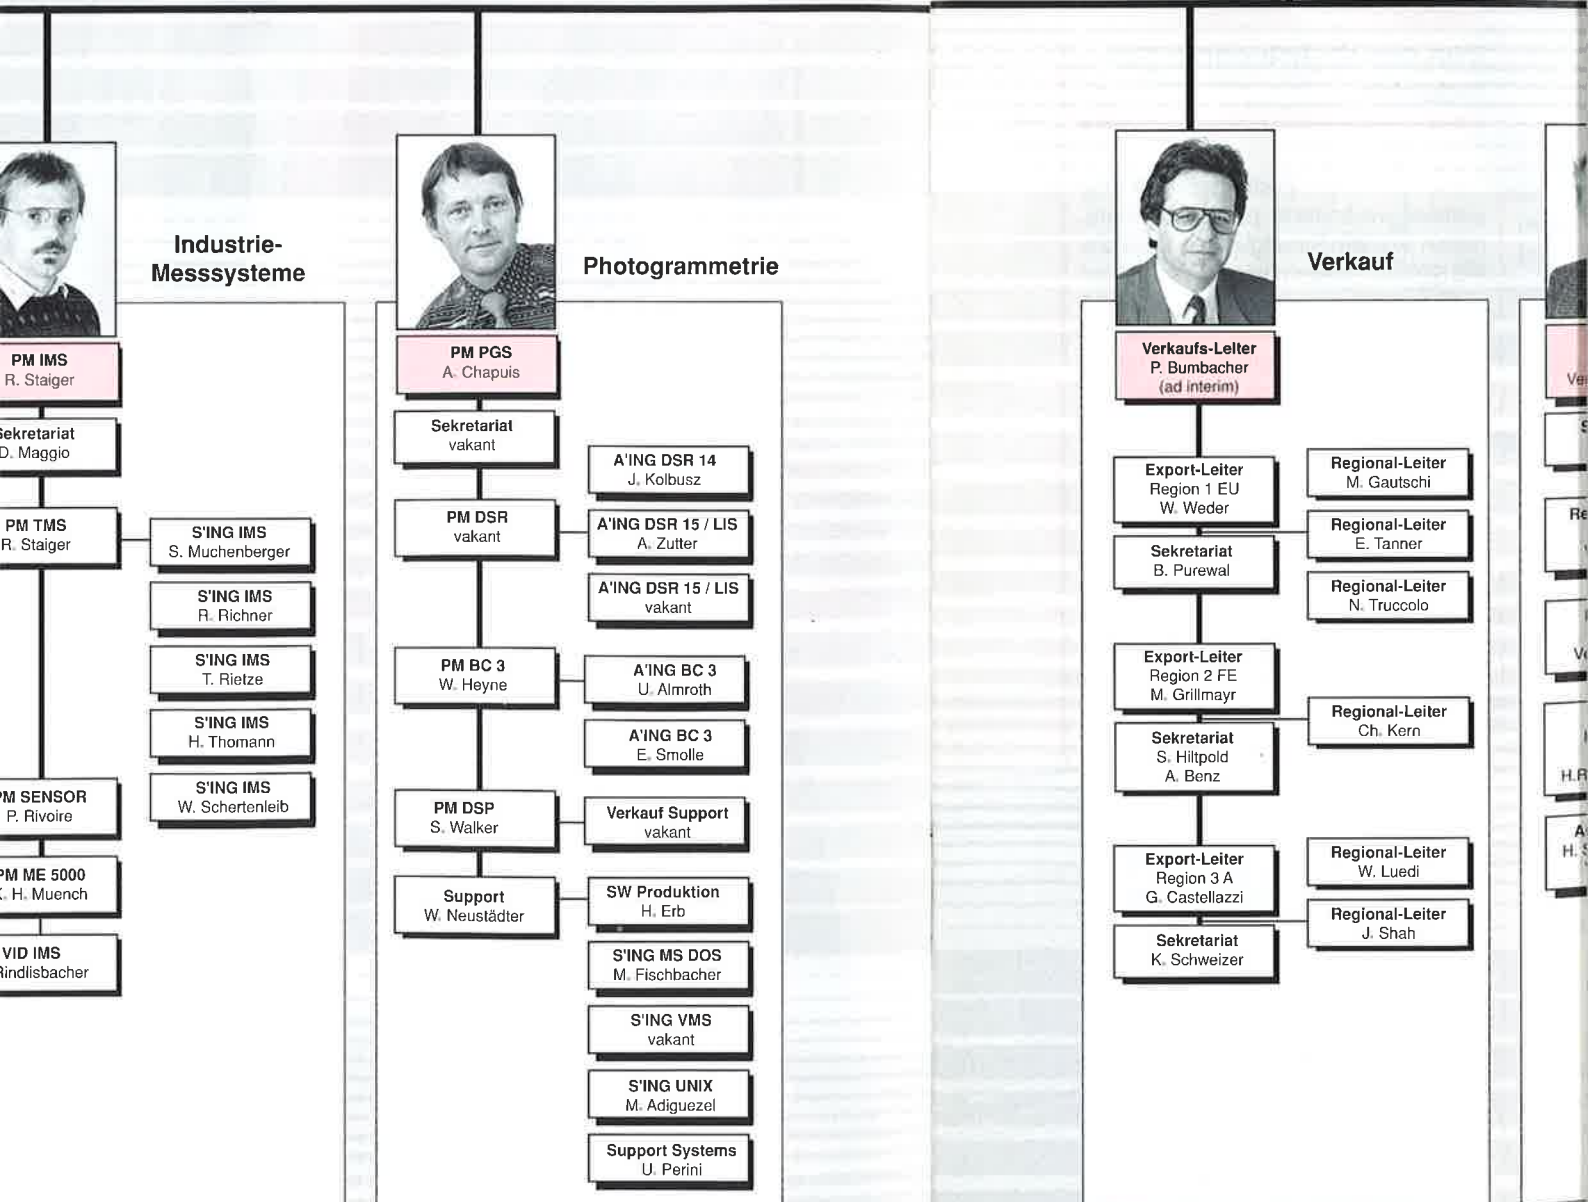 Industrie-
Messsysteme
PM IMS
R. Staiger
Sekretariat
D. Maggio
PM TMS
R. Staiger
S'ING IMS
S. Muchenberger
S'ING IMS
R. Richner
S'ING IMS
T. Rietze
S'ING IMS
H. Thomann
S'ING IMS
W. Schertenleib
PM SENSOR
P. Rivoire
PM ME 5000
H. Muench
VID IMS
Rindlisbacher
Photogrammetrie
PM PGS
A. Chapuis
Sekretariat
vakant
PM DSR
vakant
A'ING DSR 14
J. Kolbusz
A'ING DSR 15 / LIS
A. Zutter
A'ING DSR 15 / LIS
vakant
PM BC 3
W. Heyne
A'ING BC 3
U. Almroth
A'ING BC 3
E. Smolle
PM DSP
S. Walker
Verkauf Support
vakant
Support
W. Neustädter
SW Produktion
H. Erb
S'ING MS DOS
M. Fischbacher
S'ING VMS
vakant
S'ING UNIX
M. Adiguezel
Support Systems
U. Perini
Verkauf
Verkaufs-Leiter
P. Bumbacher
(ad interim)
Export-Leiter
Region 1 EU
W. Weder
Sekretariat
B. Purewal
Regional-Leiter
M. Gautschi
Regional-Leiter
E. Tanner
Regional-Leiter
N. Truccolo
Export-Leiter
Region 2 FE
M. Grillmayr
Sekretariat
S. Hiltpold
A. Benz
Regional-Leiter
Ch. Kern
Export-Leiter
Region 3 A
G. Castellazzi
Sekretariat
K. Schweizer
Regional-Leiter
W. Luedi
Regional-Leiter
J. Shah